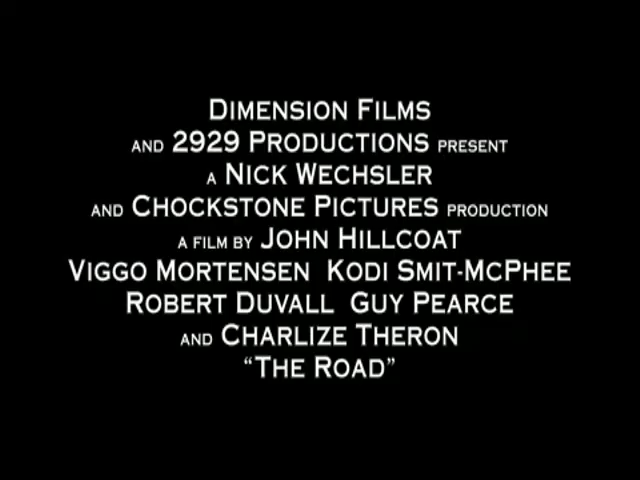 DIMENSION FILMS
AND 2929 PRODUCTIONS PRESENT
A NICK WECHSLER
AND CHOCKSTONE PICTURES PRODUCTION
A FILM BY JOHN HILLCOAT
VIGGO MORTENSEN KODI SMIT-MCPHEE
ROBERT DUVALL GUY PEARCE
AND CHARLIZE THERON
“THE ROAD”